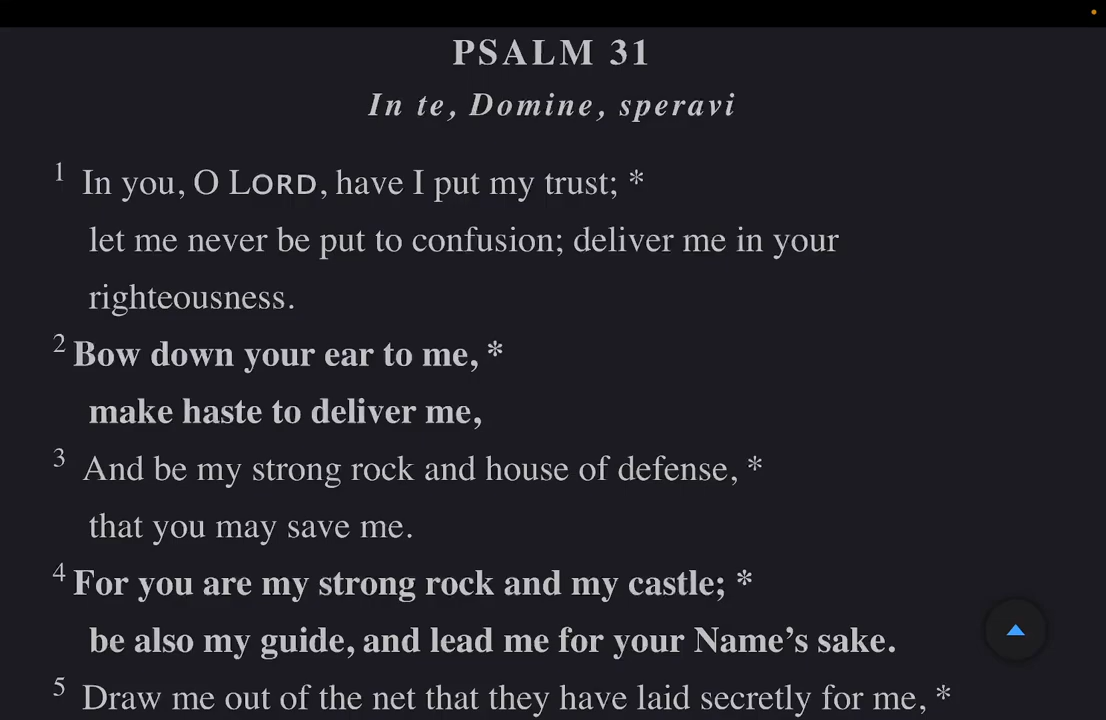 PSALM 31
In te, Domine, speravi
1 In you, O LORD, have I put my trust; *
let me never be put to confusion; deliver me in your
righteousness.
2 Bow down your ear to me, *
make haste to deliver me,
3 And be my strong rock and house of defense, *
that you may save me.
4 For you are my strong rock and my castle; *
be also my guide, and lead me for your Name’s sake.
5 Draw me out of the net that they have laid secretly for me, *